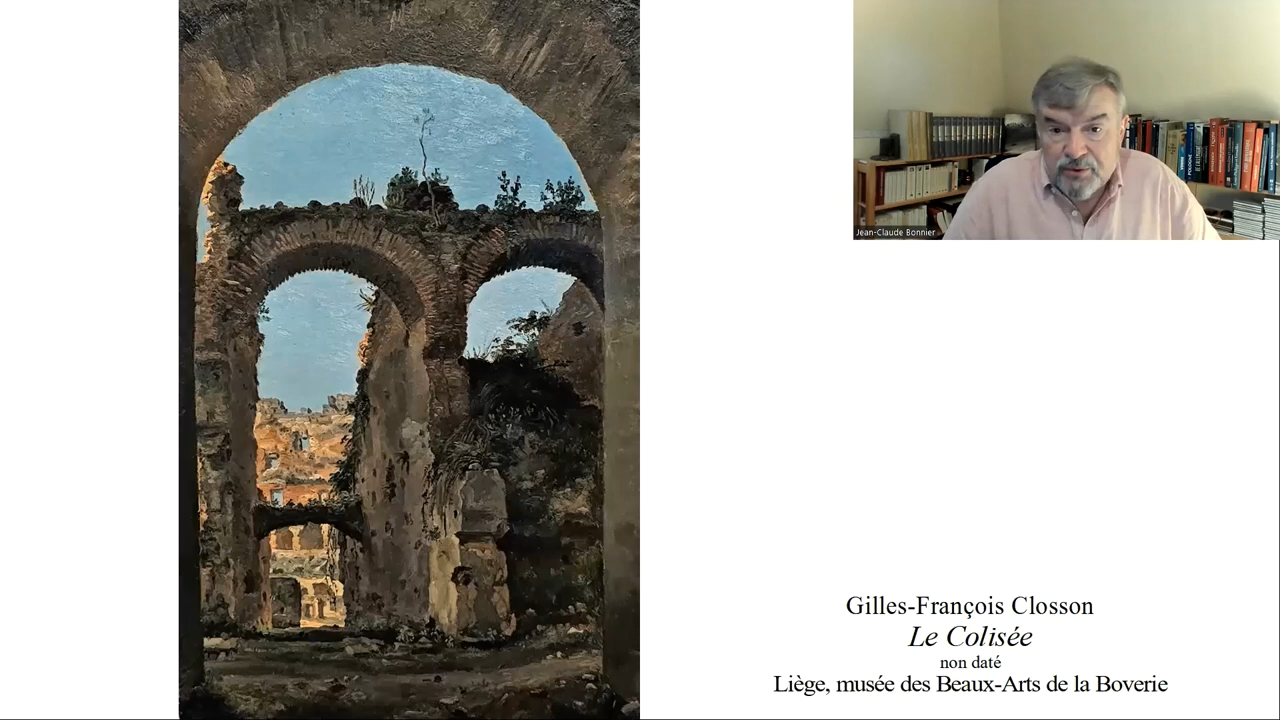 Jean-Claude Bonnier
Gilles-François Closson
Le Colisée
non daté
Liège, musée des Beaux-Arts de la Boverie